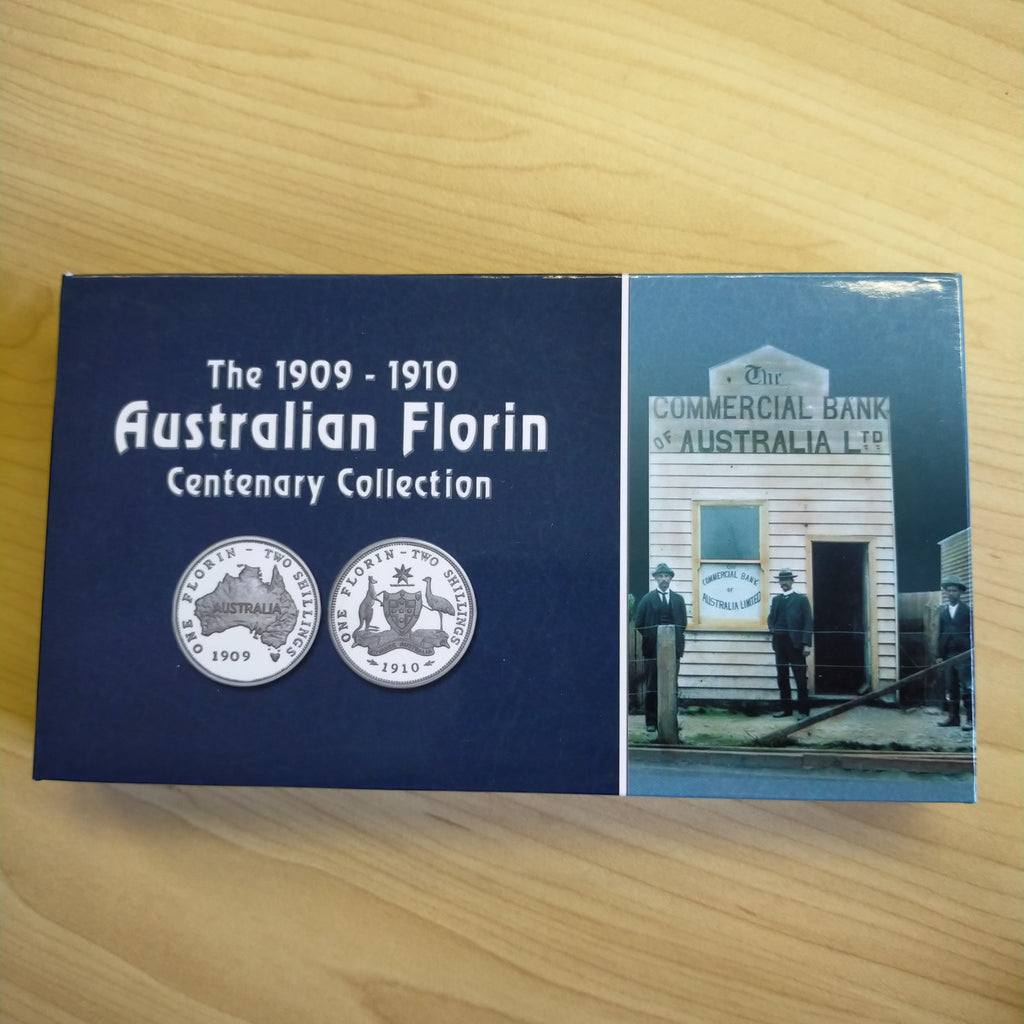 The 1909 - 1910
Australian Florin
Centenary Collection
ONE FLORIN - TWO SHILLINGS
AUSTRALIA
1909
ONE FLORIN - TWO SHILLINGS
1910
The
COMMERCIAL BANK
OF AUSTRALIA LTD
COMMERCIAL BANK
OF
AUSTRALIA LIMITED